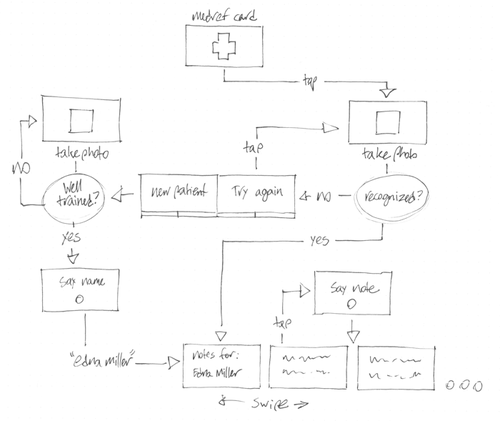 medref card
tap
take photo
NO
tap
take photo
Well
trained?
new patient
Try again
NO
recognized?
yes
yes
Say name
Say note
tap
"edna miller"
notes for:
Edna Miller
swipe